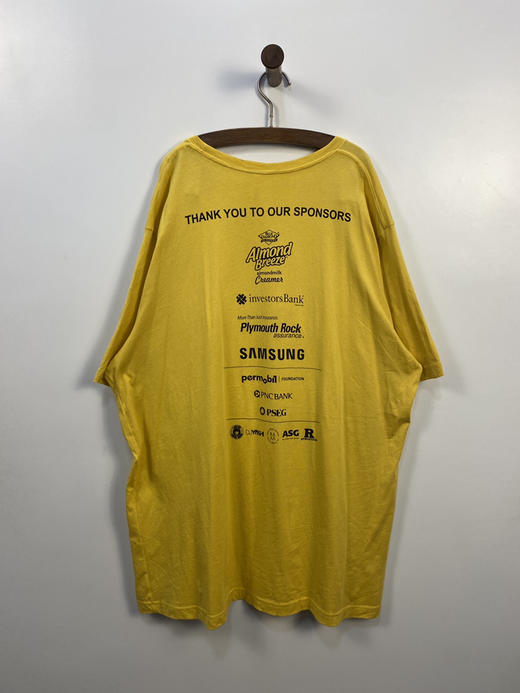 THANK YOU TO OUR SPONSORS
Almond
Breeze
almondmilk
Creamer
investorsBank
More Than Just Insurance.
Plymouth Rock
assurance
SAMSUNG
permobil | FOUNDATION
PNC BANK
PSEG
ASG R